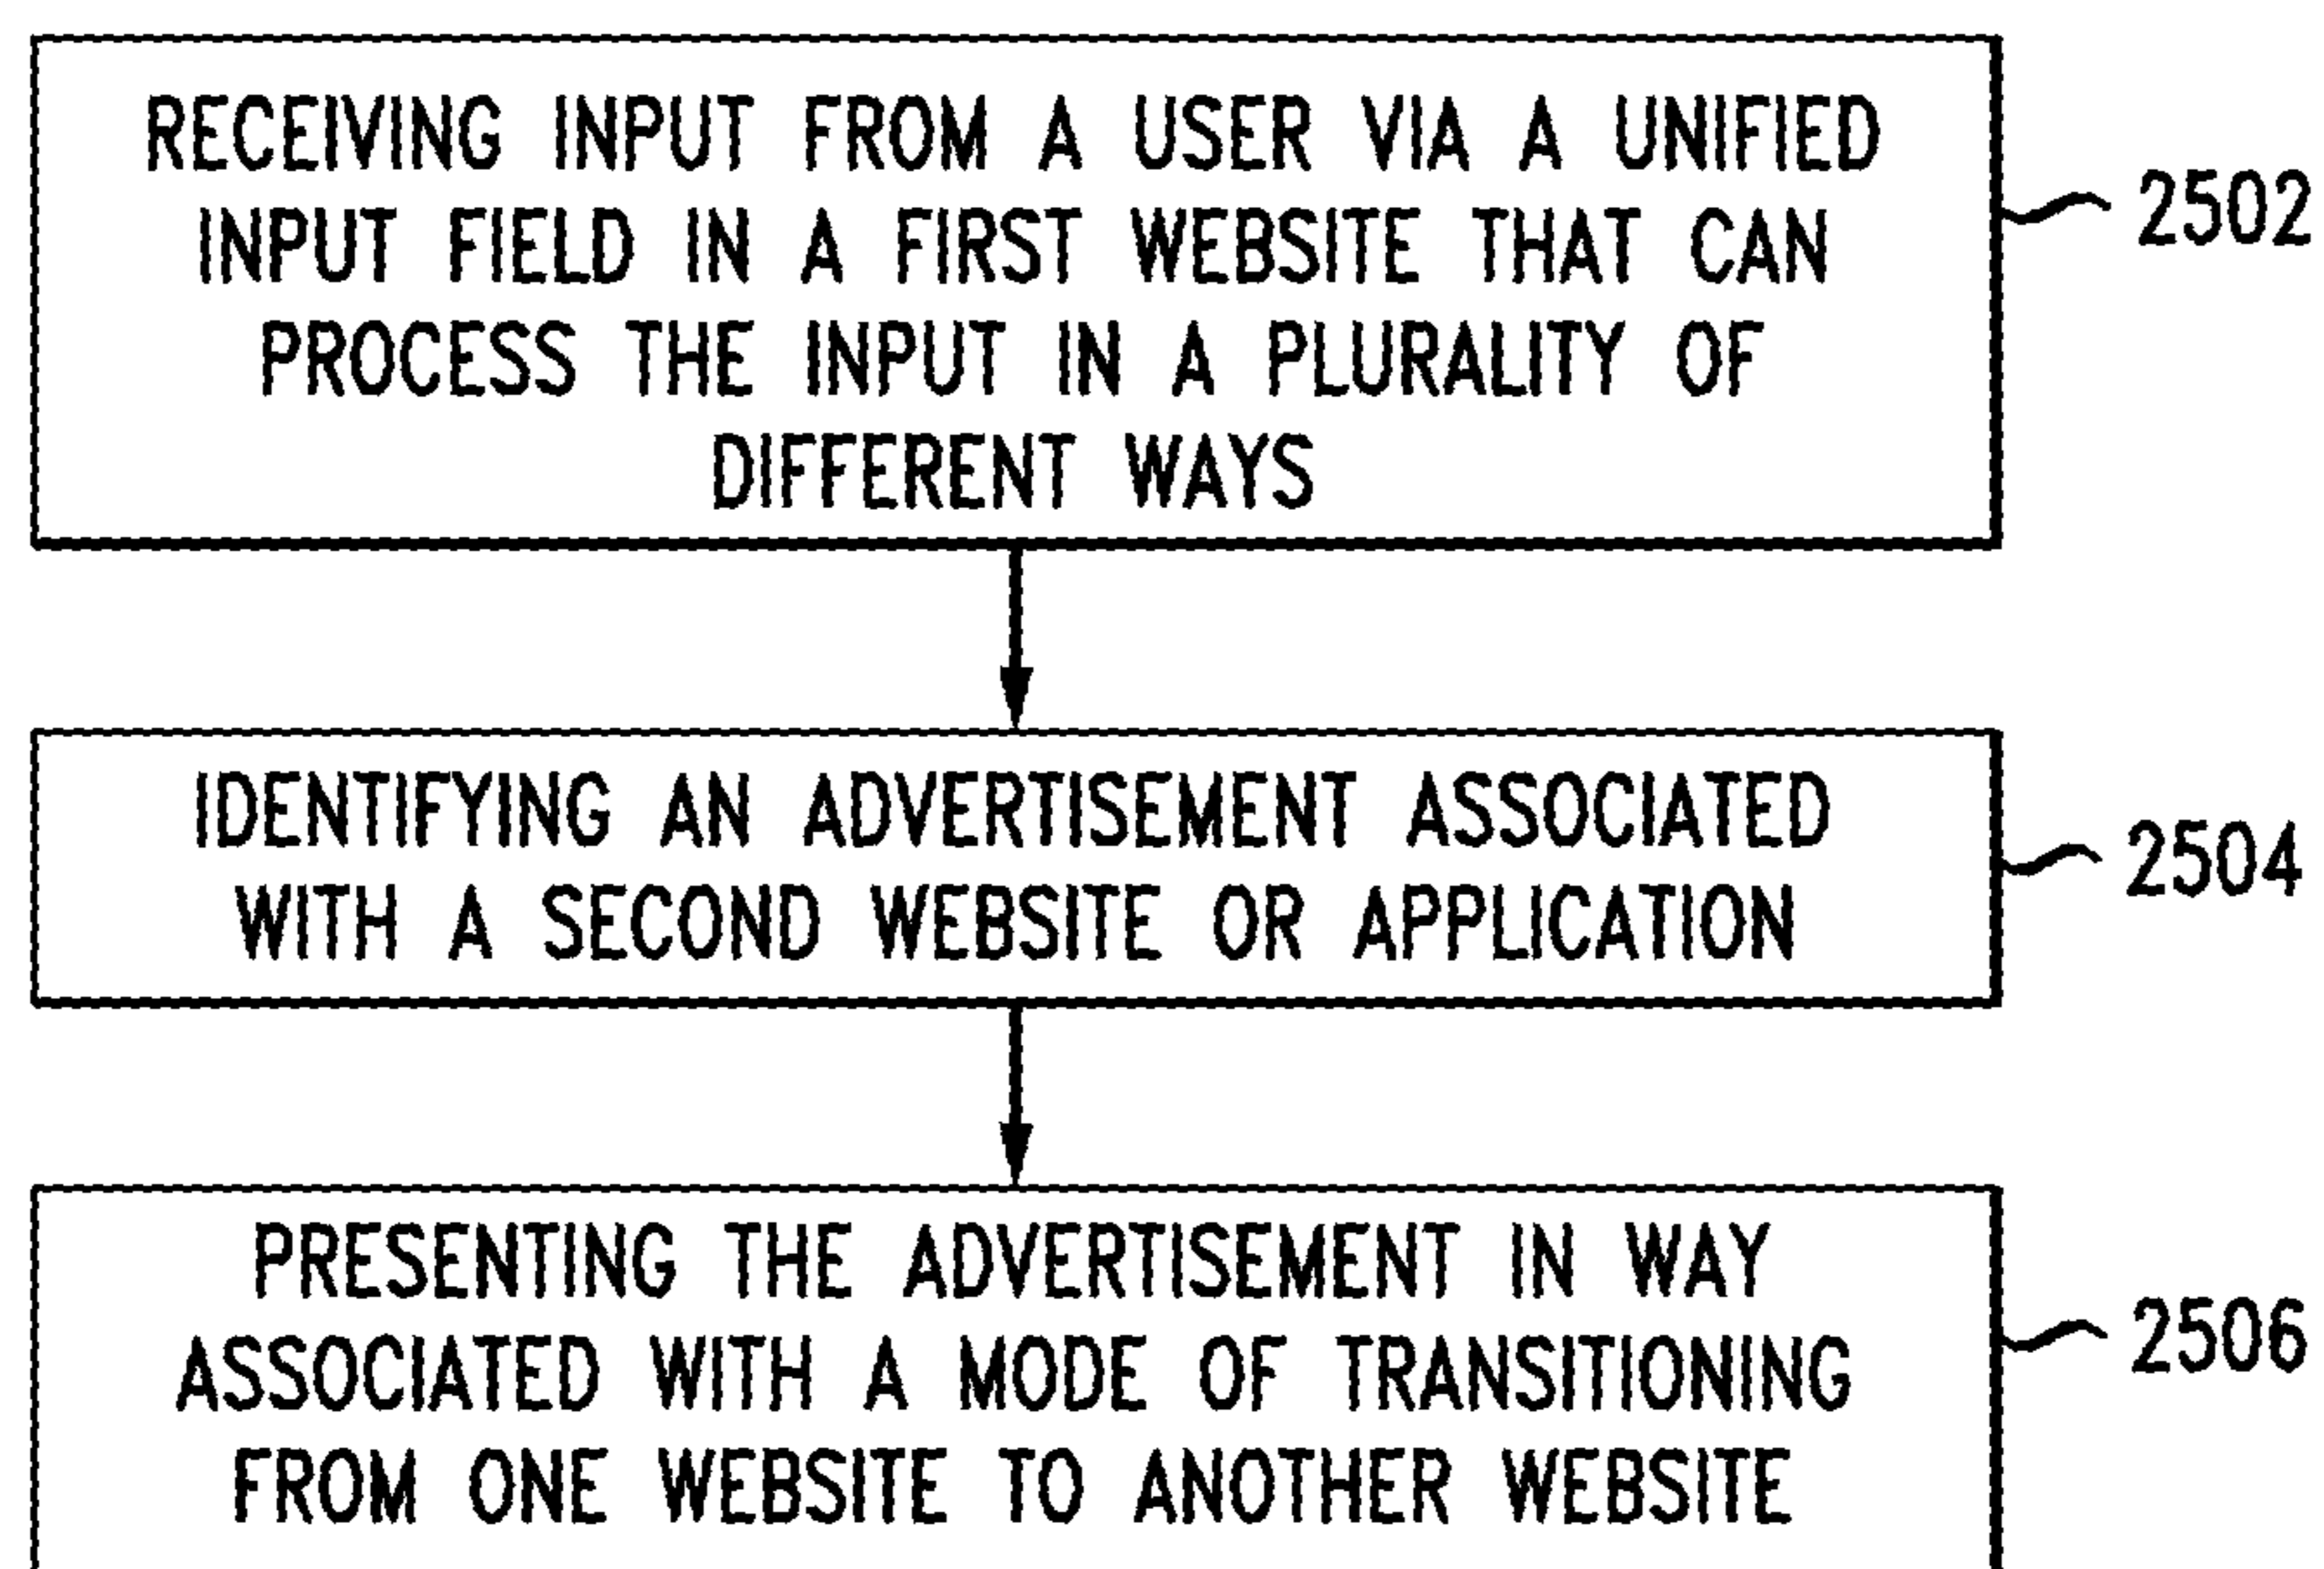 RECEIVING INPUT FROM A USER VIA A UNIFIED
INPUT FIELD IN A FIRST WEBSITE THAT CAN
PROCESS THE INPUT IN A PLURALITY OF
DIFFERENT WAYS
2502
IDENTIFYING AN ADVERTISEMENT ASSOCIATED
WITH A SECOND WEBSITE OR APPLICATION
2504
PRESENTING THE ADVERTISEMENT IN WAY
ASSOCIATED WITH A MODE OF TRANSITIONING
FROM ONE WEBSITE TO ANOTHER WEBSITE
2506